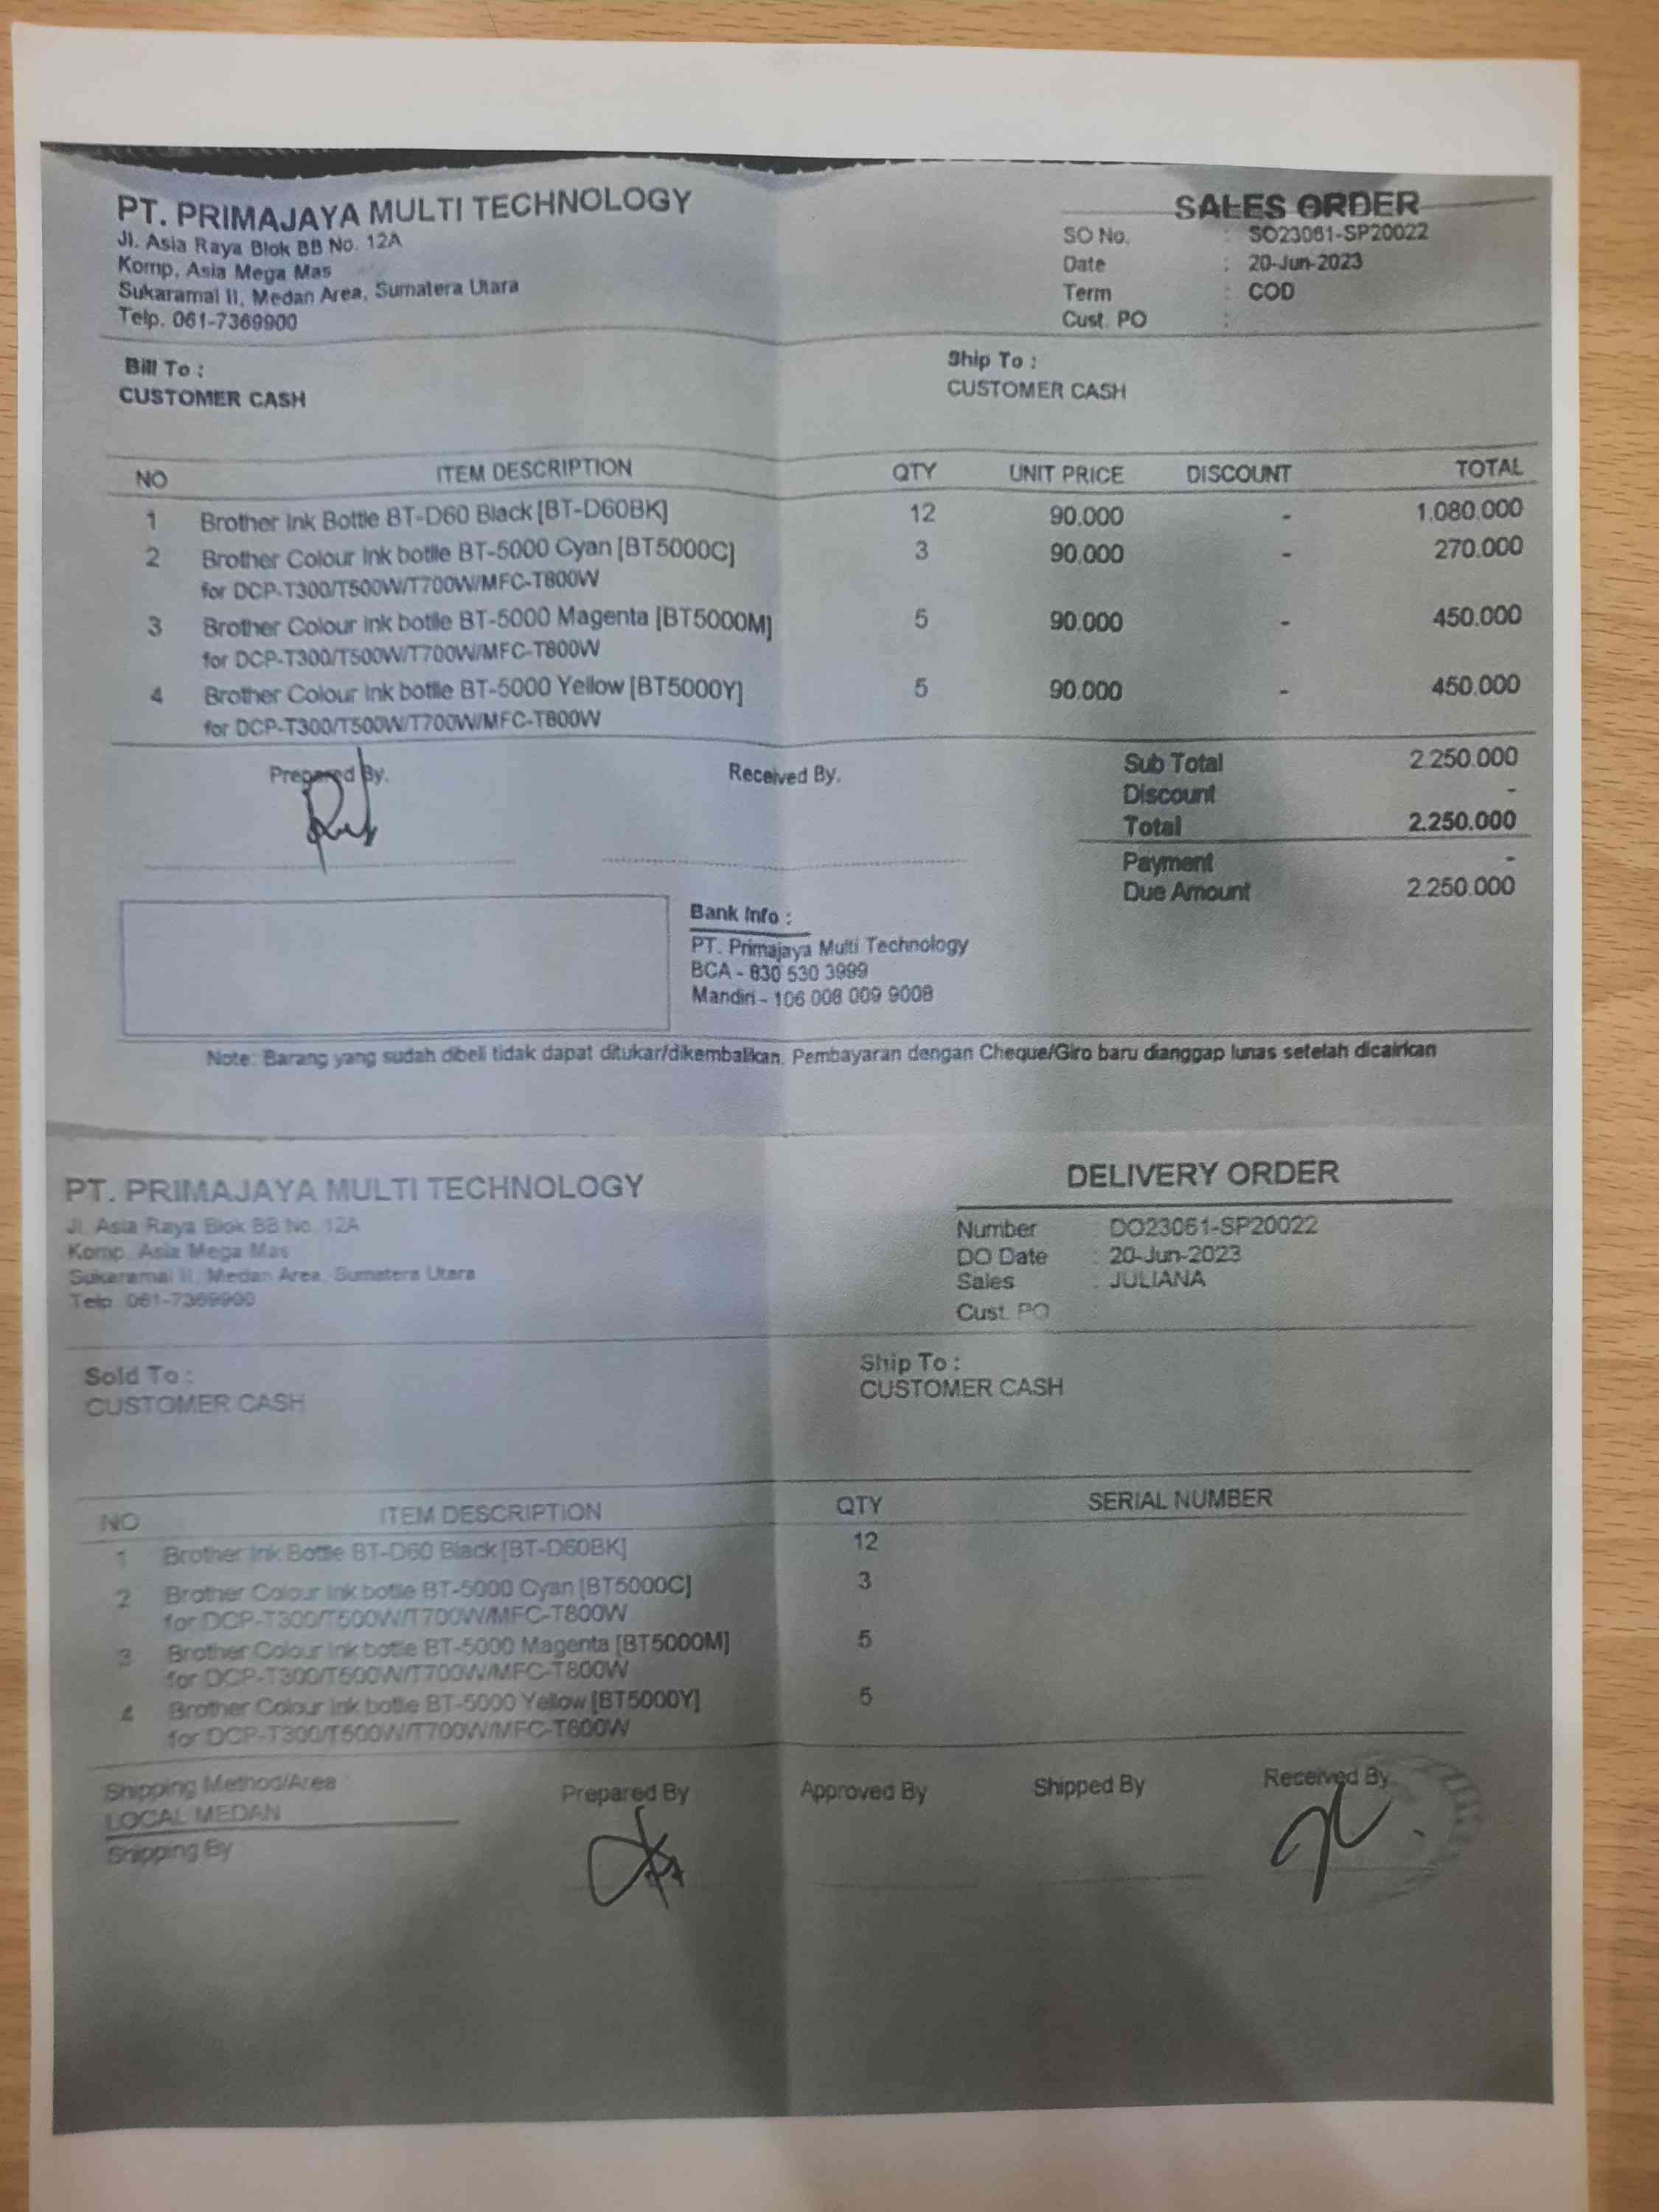 PT. PRIMAJAYA MULTI TECHNOLOGY
Jl. Asia Raya Blok BB No. 12A
Komp. Asia Mega Mas
Sukaramai II, Medan Area, Sumatera Utara
Telp. 061-7369900
SALES ORDER
SO No. : SO23061-SP20022
Date : 20-Jun-2023
Term : COD
Cust. PO :
Bill To :
CUSTOMER CASH
Ship To :
CUSTOMER CASH
NO ITEM DESCRIPTION QTY UNIT PRICE DISCOUNT TOTAL
1 Brother Ink Bottle BT-D60 Black [BT-D60BK] 12 90.000 - 1.080.000
2 Brother Colour Ink botlle BT-5000 Cyan [BT5000C] 3 90.000 - 270.000
for DCP-T300/T500W/T700W/MFC-T800W
3 Brother Colour Ink botlle BT-5000 Magenta [BT5000M] 5 90.000 - 450.000
for DCP-T300/T500W/T700W/MFC-T800W
4 Brother Colour Ink botlle BT-5000 Yellow [BT5000Y] 5 90.000 - 450.000
for DCP-T300/T500W/T700W/MFC-T800W
Prepared By. Received By.
Sub Total 2.250.000
Discount -
Total 2.250.000
Payment -
Due Amount 2.250.000
Bank Info :
PT. Primajaya Multi Technology
BCA - 830 530 3999
Mandiri - 106 008 009 9008
Note: Barang yang sudah dibeli tidak dapat ditukar/dikembalikan. Pembayaran dengan Cheque/Giro baru dianggap lunas setelah dicairkan
PT. PRIMAJAYA MULTI TECHNOLOGY
Jl. Asia Raya Blok BB No. 12A
Komp. Asia Mega Mas
Sukaramai II, Medan Area, Sumatera Utara
Telp. 061-7369900
DELIVERY ORDER
Number : DO23061-SP20022
DO Date : 20-Jun-2023
Sales : JULIANA
Cust. PO :
Sold To :
CUSTOMER CASH
Ship To :
CUSTOMER CASH
NO ITEM DESCRIPTION QTY SERIAL NUMBER
1 Brother Ink Bottle BT-D60 Black [BT-D60BK] 12
2 Brother Colour Ink botlle BT-5000 Cyan [BT5000C] 3
for DCP-T300/T500W/T700W/MFC-T800W
3 Brother Colour Ink botlle BT-5000 Magenta [BT5000M] 5
for DCP-T300/T500W/T700W/MFC-T800W
4 Brother Colour Ink botlle BT-5000 Yellow [BT5000Y] 5
for DCP-T300/T500W/T700W/MFC-T800W
Shipping Method/Area :
LOCAL MEDAN
Shipping By
Prepared By Approved By Shipped By Received By